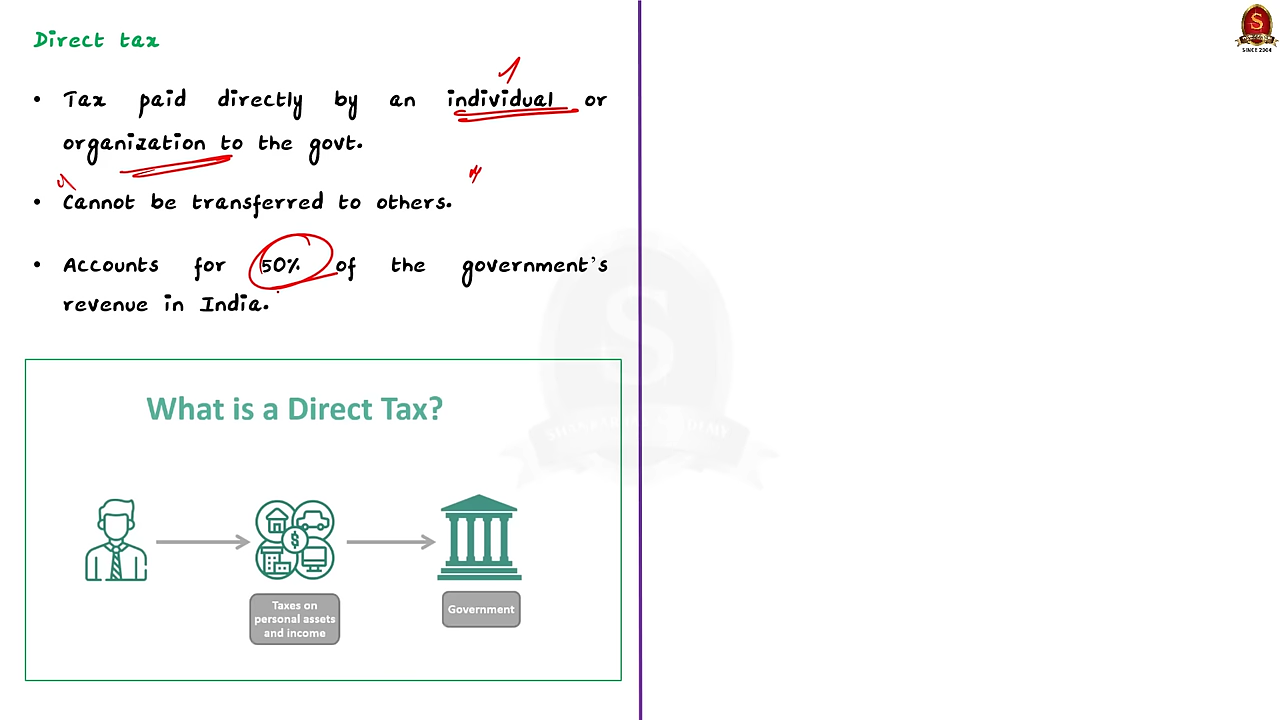 Direct tax
• Tax paid directly by an individual or
organization to the govt.
• Cannot be transferred to others.
• Accounts for 50% of the government's
revenue in India.
What is a Direct Tax?
Taxes on
personal assets
and income
Government
S
SINCE 2004